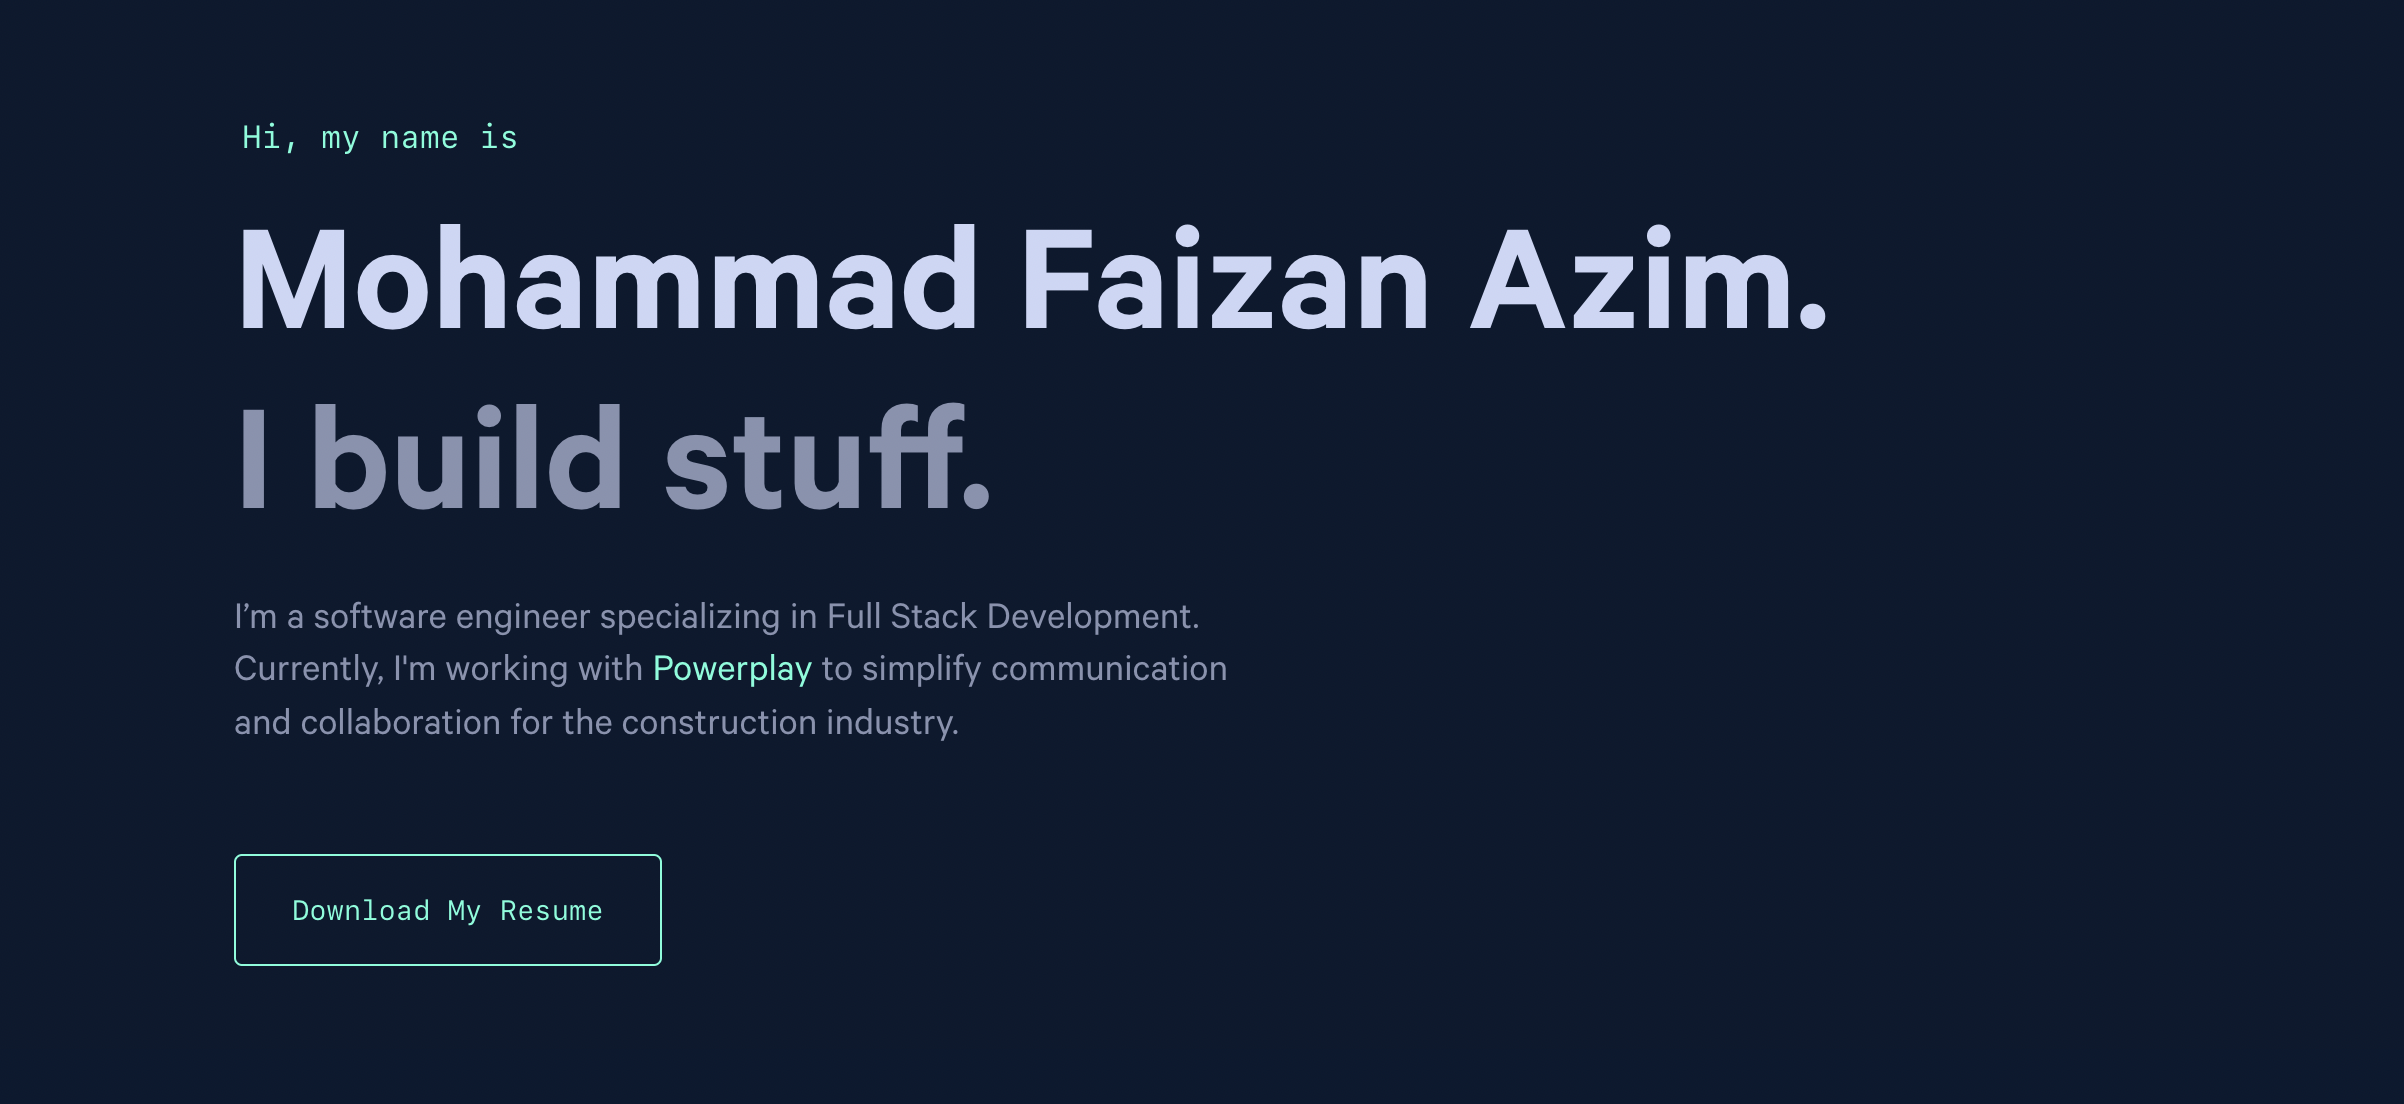 Hi, my name is
Mohammad Faizan Azim.
I build stuff.
I’m a software engineer specializing in Full Stack Development.
Currently, I'm working with Powerplay to simplify communication
and collaboration for the construction industry.
Download My Resume